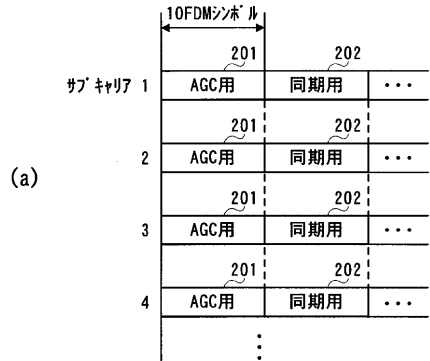 1OFDMシンボル
201 202
サブキャリア 1 AGC用 同期用 ･･･
201 202
2 AGC用 同期用 ･･･
(a)
201 202
3 AGC用 同期用 ･･･
201 202
4 AGC用 同期用 ･･･